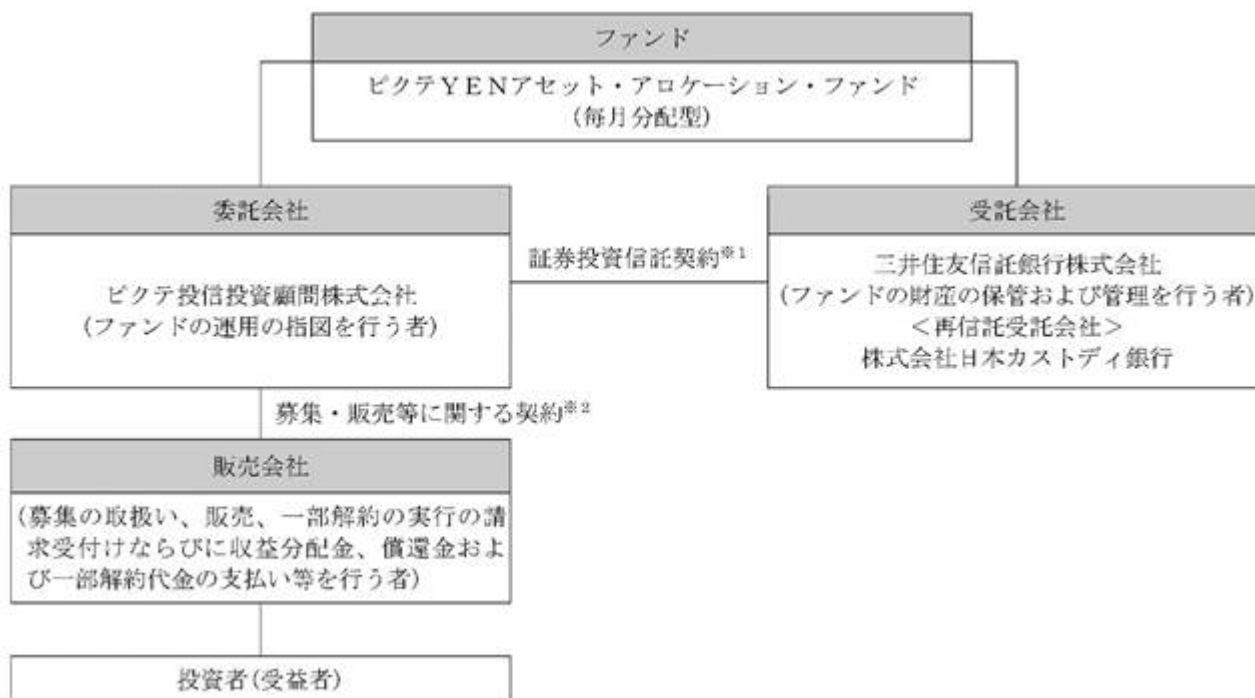 ファンド
ピクテYENアセット・アロケーション・ファンド
(毎月分配型)
委託会社
ピクテ投信投資顧問株式会社
(ファンドの運用の指図を行う者)
証券投資信託契約※1
受託会社
三井住友信託銀行株式会社
(ファンドの財産の保管および管理を行う者)
<再信託受託会社>
株式会社日本カストディ銀行
募集・販売等に関する契約※2
販売会社
(募集の取扱い、販売、一部解約の実行の請
求受付けならびに収益分配金、償還金およ
び一部解約代金の支払い等を行う者)
投資者(受益者)